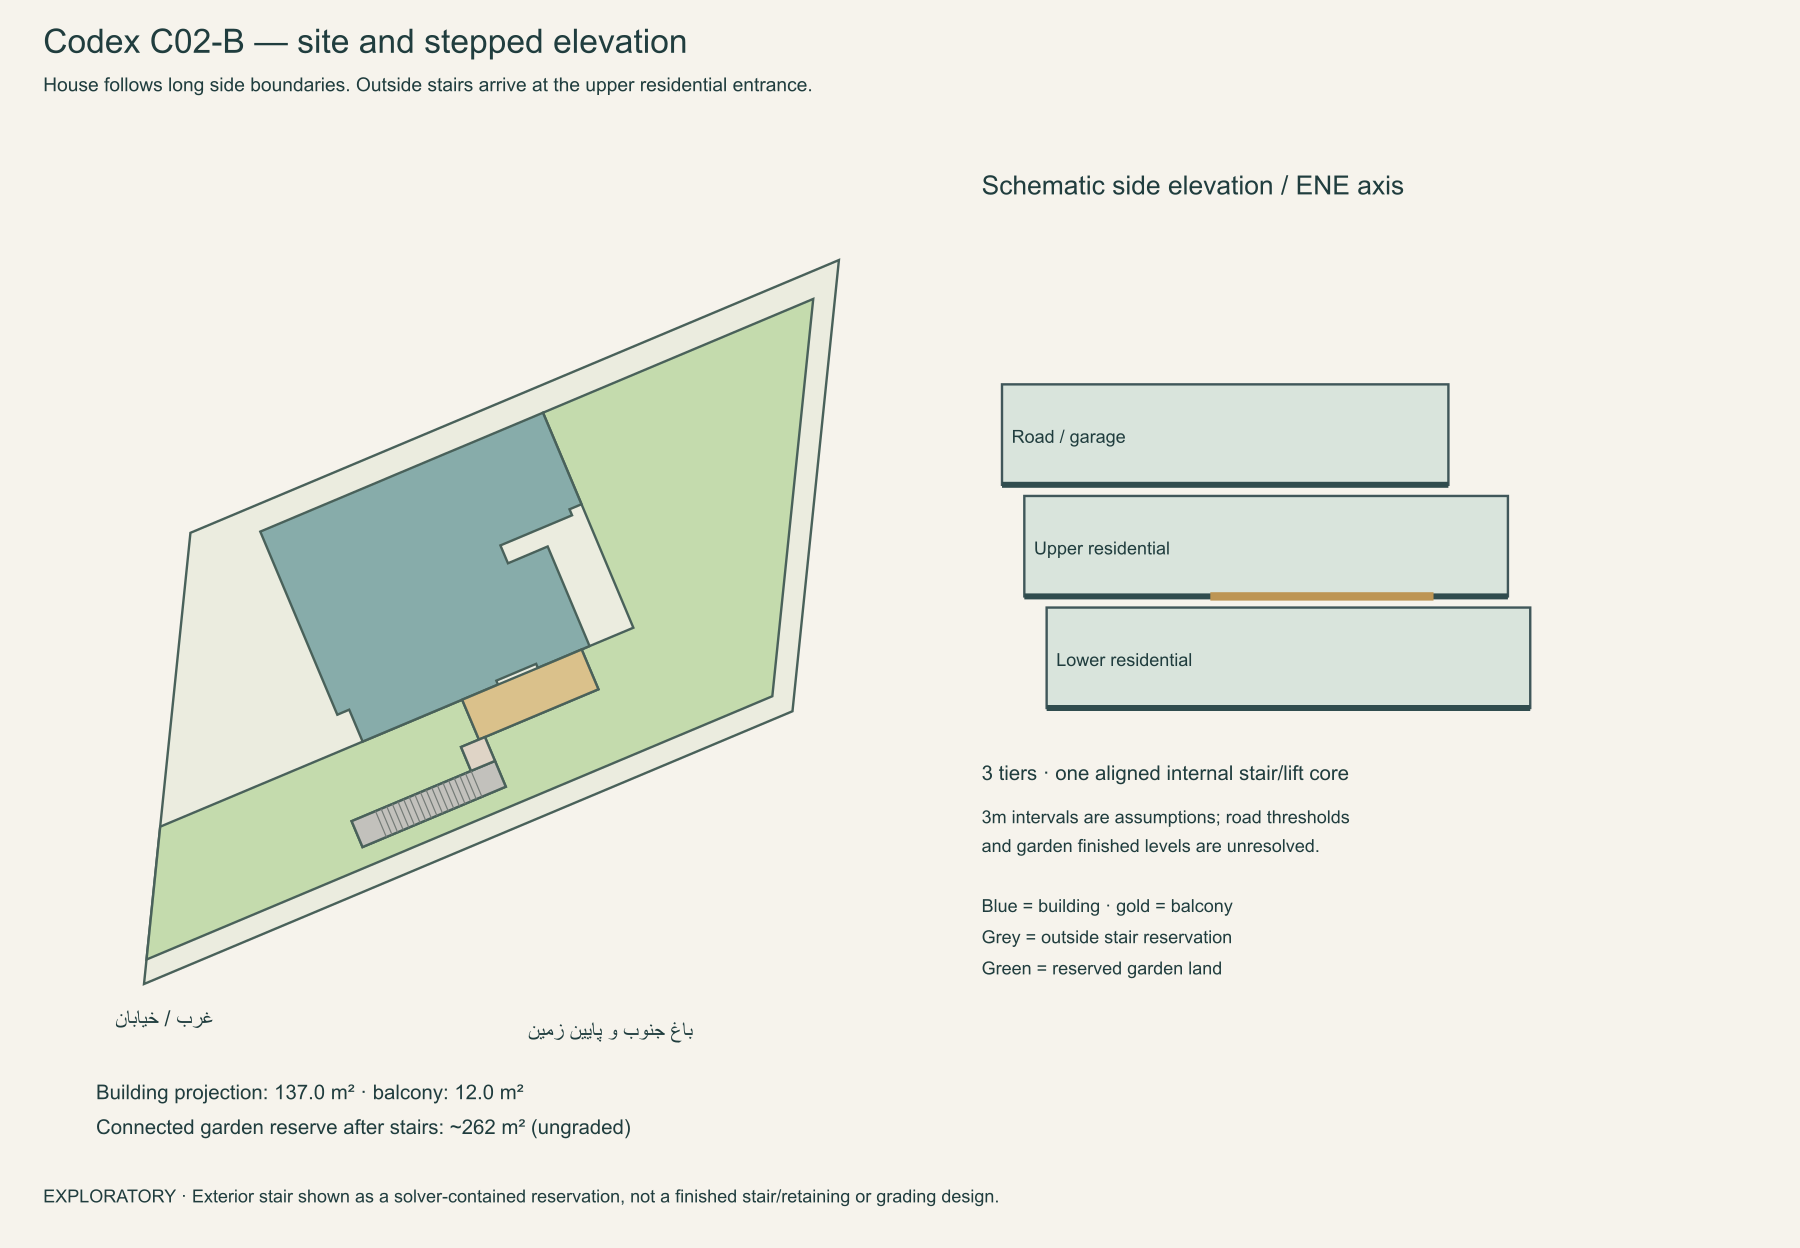 Codex C02-B — site and stepped elevation
House follows long side boundaries. Outside stairs arrive at the upper residential entrance.
Schematic side elevation / ENE axis
Road / garage
Upper residential
Lower residential
3 tiers · one aligned internal stair/lift core
3m intervals are assumptions; road thresholds
and garden finished levels are unresolved.
Blue = building · gold = balcony
Grey = outside stair reservation
Green = reserved garden land
غرب / خیابان
باغ جنوب و پایین زمین
Building projection: 137.0 m² · balcony: 12.0 m²
Connected garden reserve after stairs: ~262 m² (ungraded)
EXPLORATORY · Exterior stair shown as a solver-contained reservation, not a finished stair/retaining or grading design.